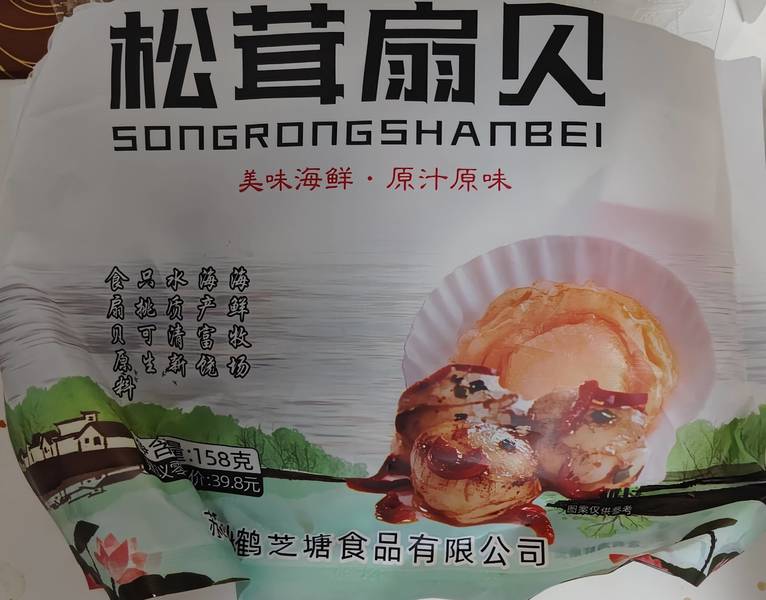 松茸扇贝
SONGRONGSHANBEI
美味海鲜·原汁原味
海鲜牧场
海产富饶
水质清新
只挑可生
食扇贝原料
量:158克
价:39.8元
图案仅供参考
鹤芝塘食品有限公司